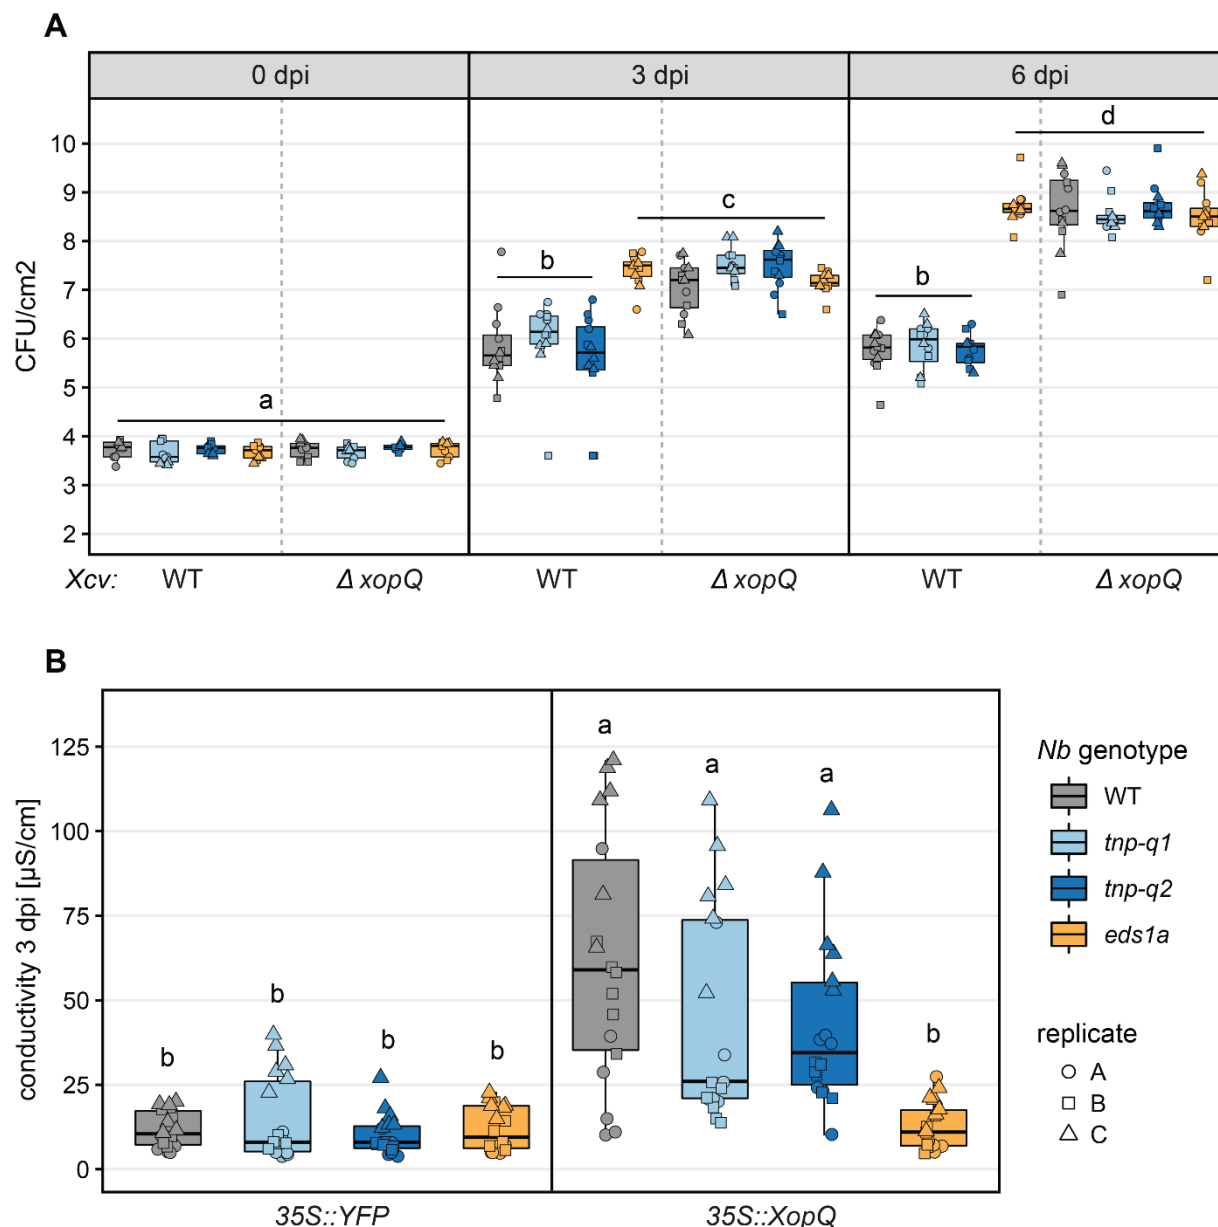 A
0 dpi 3 dpi 6 dpi
CFU/cm2
10
9
8
7
6
5
4
3
2
a
b
c
b
d
Xcv: WT Δ xopQ WT Δ xopQ WT Δ xopQ
B
conductivity 3 dpi [µS/cm]
125
100
75
50
25
0
b b b b
a a a b
35S::YFP 35S::XopQ
Nb genotype
WT
tnp-q1
tnp-q2
eds1a
replicate
A
B
C